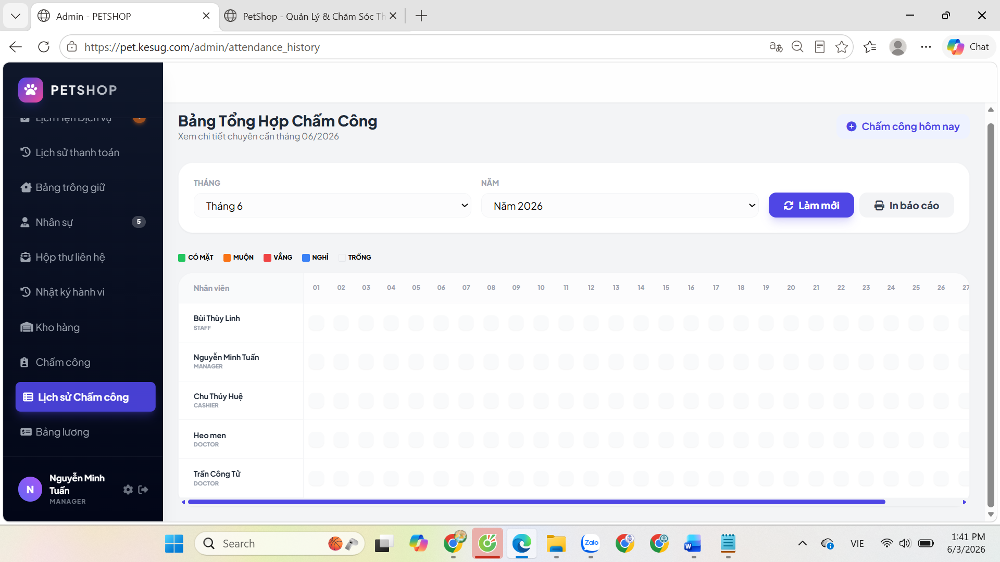 Admin - PETSHOP
PetShop - Quản Lý & Chăm Sóc Th
https://pet.kesug.com/admin/attendance_history
Chat
PETSHOP
Lịch Hẹn Dịch vụ
Lịch sử thanh toán
Bảng trông giữ
Nhân sự
5
Hộp thư liên hệ
Nhật ký hành vi
Kho hàng
Chấm công
Lịch sử Chấm công
Bảng lương
N
Nguyễn Minh
Tuấn
MANAGER
Bảng Tổng Hợp Chấm Công
Xem chi tiết chuyên cần tháng 06/2026
Chấm công hôm nay
THÁNG
NĂM
Tháng 6
Năm 2026
Làm mới
In báo cáo
CÓ MẶT
MUỘN
VẮNG
NGHỈ
TRỐNG
Nhân viên 01 02 03 04 05 06 07 08 09 10 11 12 13 14 15 16 17 18 19 20 21 22 23 24 25 26 27
Bùi Thùy Linh
STAFF
Nguyễn Minh Tuấn
MANAGER
Chu Thúy Huệ
CASHIER
Heo men
DOCTOR
Trần Công Tử
DOCTOR
Search
Zalo
VIE
1:41 PM
6/3/2026